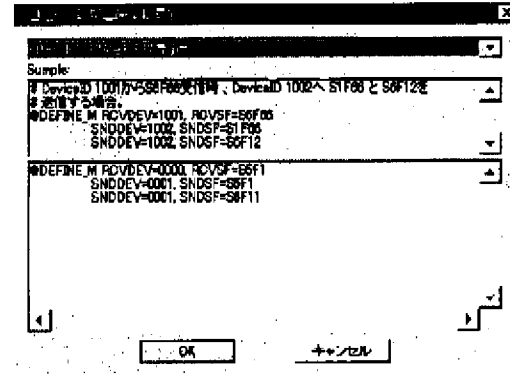 Sample:
# DeviceID 1001からS6F66受信時、DeviceID 1002へ S1F66 と S6F12を
# 送信する場合。
@DEFINE_M RCVDEV=1001, RCVSF=S6F66
SNDDEV=1002, SNDSF=S1F66
SNDDEV=1002, SNDSF=S6F12
@DEFINE_M RCVDEV=0000, RCVSF=S6F1
SNDDEV=0001, SNDSF=S6F1
SNDDEV=0001, SNDSF=S6F11
OK
キャンセル